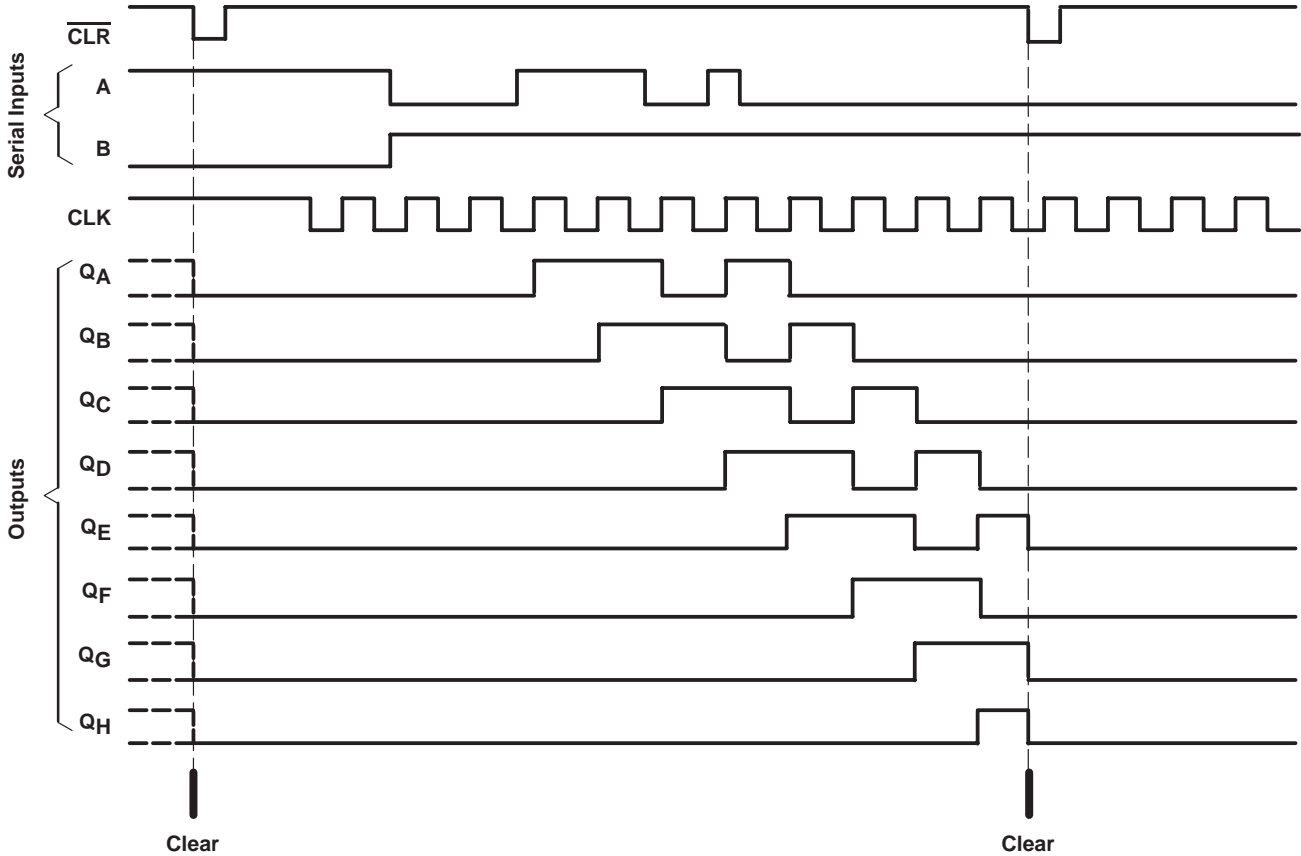 CLR
Serial Inputs
A
B
CLK
Outputs
QA
QB
QC
QD
QE
QF
QG
QH
Clear
Clear